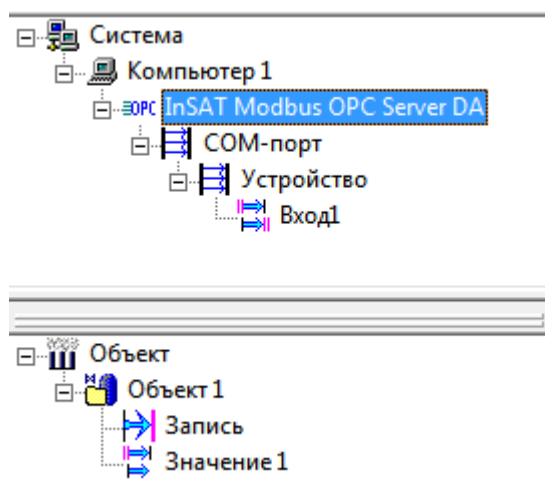 Система
Компьютер 1
OPC InSAT Modbus OPC Server DA
COM-порт
Устройство
Вход1
Объект
Объект 1
Запись
Значение 1